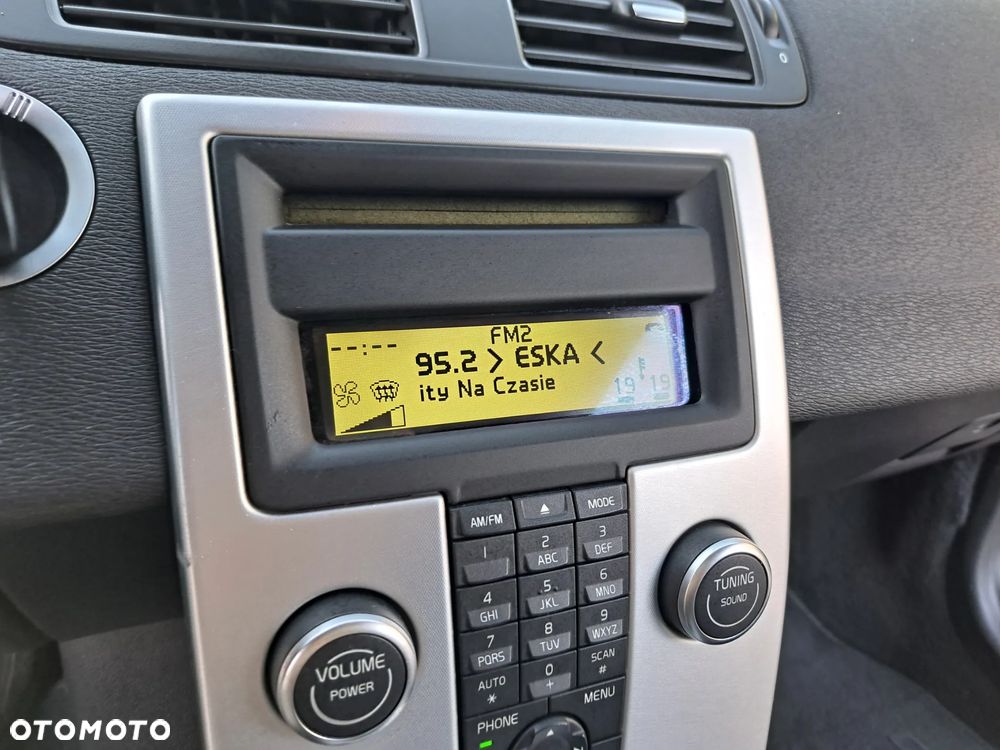 FM2
--:--
95.2 > ESKA <
ity Na Czasie
19 19
AM/FM
MODE
1
2 ABC
3 DEF
4 GHI
5 JKL
6 MNO
7 PQRS
8 TUV
9 WXYZ
AUTO *
0 +
SCAN #
PHONE
MENU
VOLUME
POWER
TUNING
SOUND
OTOMOTO